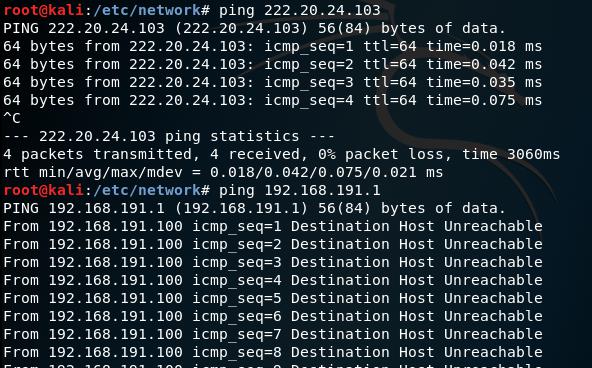 root@kali:/etc/network# ping 222.20.24.103
PING 222.20.24.103 (222.20.24.103) 56(84) bytes of data.
64 bytes from 222.20.24.103: icmp_seq=1 ttl=64 time=0.018 ms
64 bytes from 222.20.24.103: icmp_seq=2 ttl=64 time=0.042 ms
64 bytes from 222.20.24.103: icmp_seq=3 ttl=64 time=0.035 ms
64 bytes from 222.20.24.103: icmp_seq=4 ttl=64 time=0.075 ms
^C
--- 222.20.24.103 ping statistics ---
4 packets transmitted, 4 received, 0% packet loss, time 3060ms
rtt min/avg/max/mdev = 0.018/0.042/0.075/0.021 ms
root@kali:/etc/network# ping 192.168.191.1
PING 192.168.191.1 (192.168.191.1) 56(84) bytes of data.
From 192.168.191.100 icmp_seq=1 Destination Host Unreachable
From 192.168.191.100 icmp_seq=2 Destination Host Unreachable
From 192.168.191.100 icmp_seq=3 Destination Host Unreachable
From 192.168.191.100 icmp_seq=4 Destination Host Unreachable
From 192.168.191.100 icmp_seq=5 Destination Host Unreachable
From 192.168.191.100 icmp_seq=6 Destination Host Unreachable
From 192.168.191.100 icmp_seq=7 Destination Host Unreachable
From 192.168.191.100 icmp_seq=8 Destination Host Unreachable